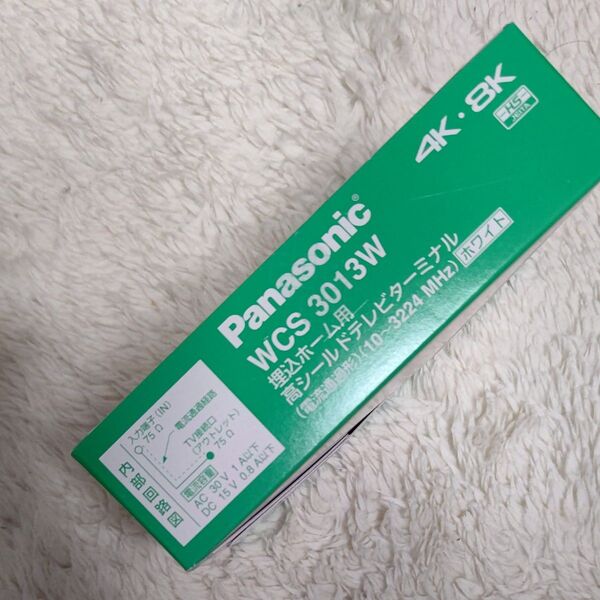 4K・8K
HS
JEITA
Panasonic®
WCS 3013W
埋込ホーム用
高シールドテレビターミナル
(電流通過形)(10〜3224 MHz) ホワイト
内部回路図
入力端子(IN)
75Ω
電流通過経路
TV接続口
(アウトレット)
75Ω
電流容量
AC 30 V 1 A以下
DC 15 V 0.8 A以下